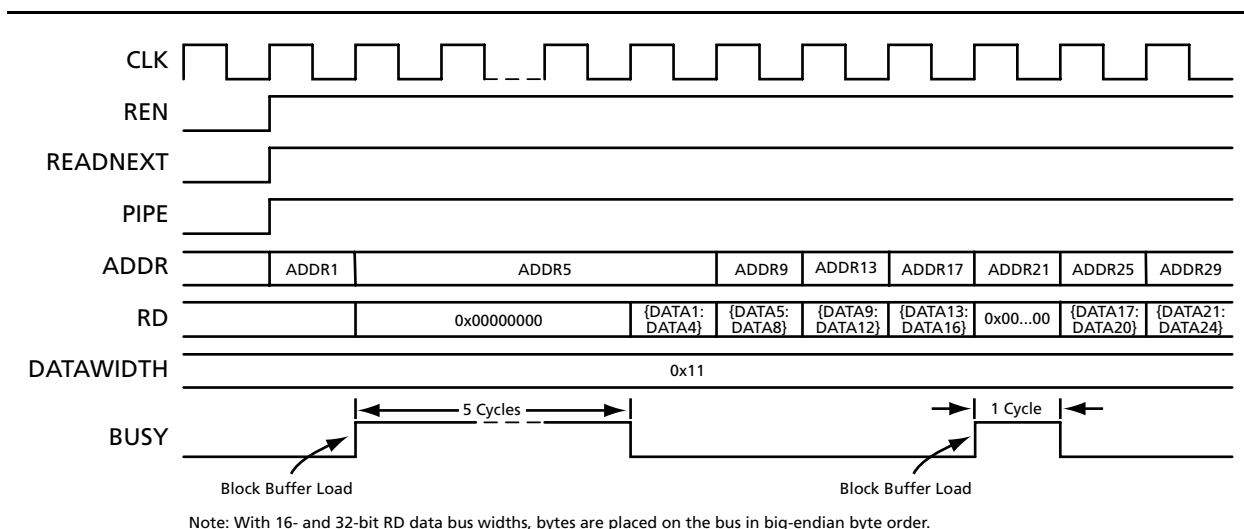 CLK
REN
READNEXT
PIPE
ADDR
ADDR1
ADDR5
ADDR9
ADDR13
ADDR17
ADDR21
ADDR25
ADDR29
RD
0x00000000
{DATA1:
DATA4}
{DATA5:
DATA8}
{DATA9:
DATA12}
{DATA13:
DATA16}
0x00...00
{DATA17:
DATA20}
{DATA21:
DATA24}
DATAWIDTH
0x11
BUSY
5 Cycles
1 Cycle
Block Buffer Load
Block Buffer Load
Note: With 16- and 32-bit RD data bus widths, bytes are placed on the bus in big-endian byte order.